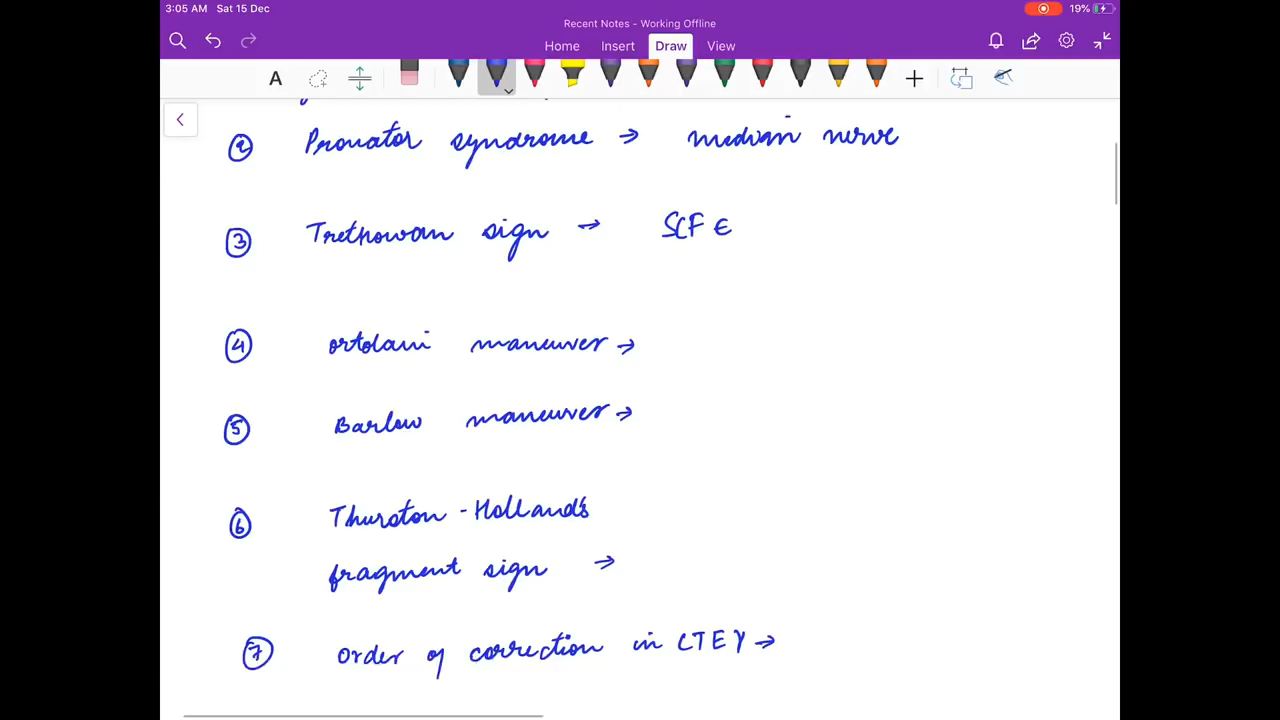 3:05 AM Sat 15 Dec
19%
Recent Notes - Working Offline
Home Insert Draw View
A
2 Pronator syndrome → median nerve
3 Trethowan sign → SCFE
4 ortolani maneuver →
5 Barlow maneuver →
6 Thurston-Holland's
fragment sign →
7 order of correction in CTEV →